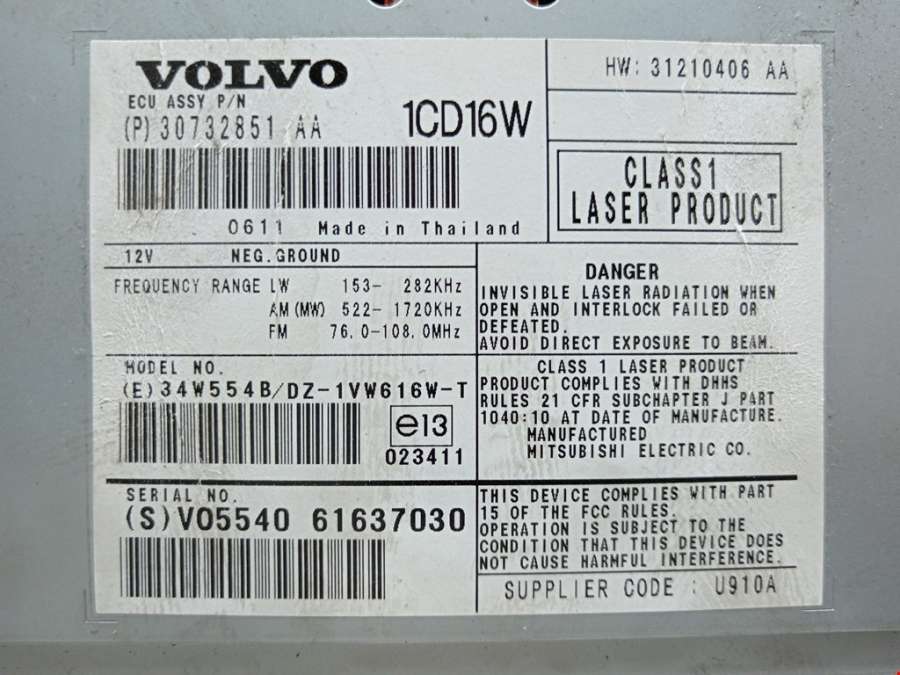 VOLVO
ECU ASSY P/N
(P) 30732851 AA
1CD16W
0611 Made in Thailand
HW: 31210406 AA
CLASS1
LASER PRODUCT
12V NEG. GROUND
FREQUENCY RANGE LW 153- 282KHz
AM (MW) 522- 1720KHz
FM 76.0-108.0MHz
MODEL NO.
(E) 34W554B/DZ-1VW616W-T
e13
023411
SERIAL NO.
(S) VO5540 61637030
DANGER
INVISIBLE LASER RADIATION WHEN
OPEN AND INTERLOCK FAILED OR
DEFEATED.
AVOID DIRECT EXPOSURE TO BEAM.
CLASS 1 LASER PRODUCT
PRODUCT COMPLIES WITH DHHS
RULES 21 CFR SUBCHAPTER J PART
1040:10 AT DATE OF MANUFACTURE.
MANUFACTURED
MITSUBISHI ELECTRIC CO.
THIS DEVICE COMPLIES WITH PART
15 OF THE FCC RULES.
OPERATION IS SUBJECT TO THE
CONDITION THAT THIS DEVICE DOES
NOT CAUSE HARMFUL INTERFERENCE.
SUPPLIER CODE : U910A